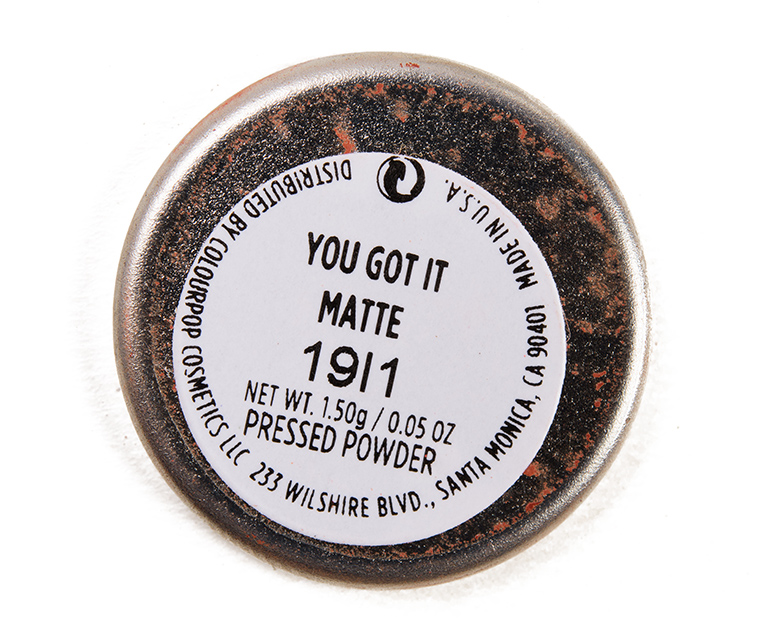 YOU GOT IT
MATTE
1911
NET WT. 1.50g / 0.05 OZ
PRESSED POWDER
DISTRIBUTED BY COLOURPOP COSMETICS LLC 233 WILSHIRE BLVD., SANTA MONICA, CA 90401 MADE IN U.S.A.